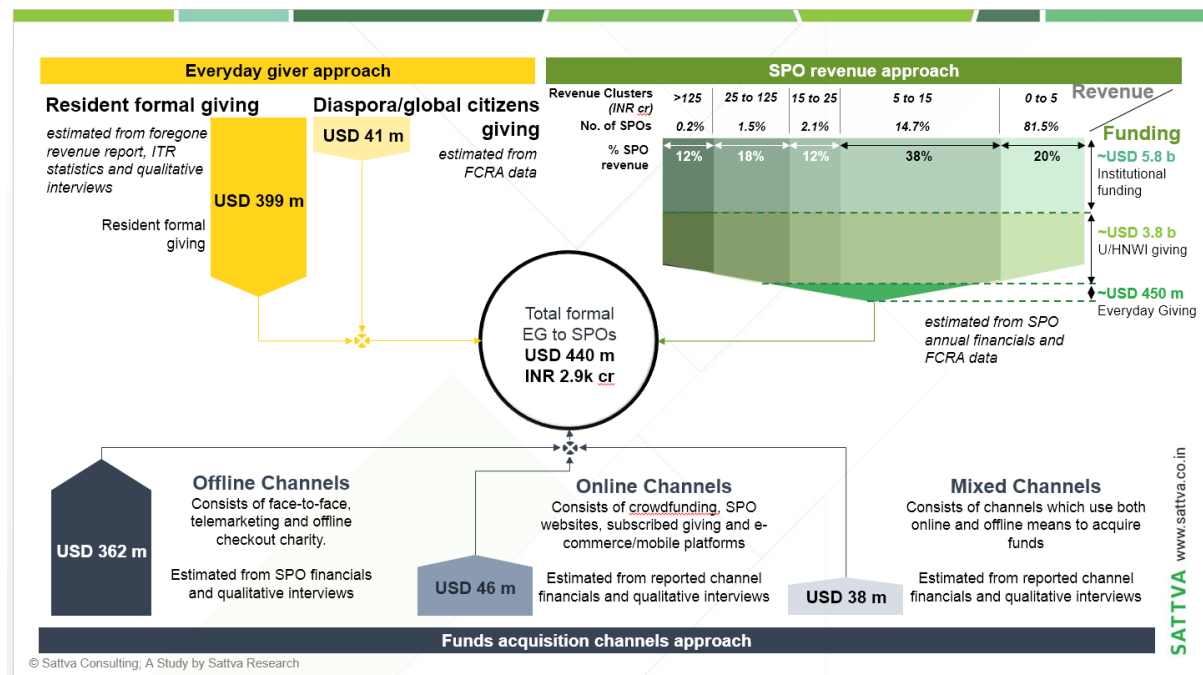 Everyday giver approach
Resident formal giving
estimated from foregone
revenue report, ITR
statistics and qualitative
interviews
USD 399 m
Resident formal
giving
Diaspora/global citizens
giving
USD 41 m
estimated from
FCRA data
SPO revenue approach
Revenue Clusters
(INR cr)
>125
25 to 125
15 to 25
5 to 15
0 to 5
Revenue
No. of SPOs
0.2%
1.5%
2.1%
14.7%
81.5%
Funding
% SPO
revenue
12%
18%
12%
38%
20%
~USD 5.8 b
Institutional
funding
~USD 3.8 b
U/HNWI giving
~USD 450 m
Everyday Giving
estimated from SPO
annual financials and
FCRA data
Total formal
EG to SPOs
USD 440 m
INR 2.9k cr
USD 362 m
Offline Channels
Consists of face-to-face,
telemarketing and offline
checkout charity.
Estimated from SPO financials
and qualitative interviews
USD 46 m
Online Channels
Consists of crowdfunding, SPO
websites, subscribed giving and e-
commerce/mobile platforms
Estimated from reported channel
financials and qualitative interviews
USD 38 m
Mixed Channels
Consists of channels which use both
online and offline means to acquire
funds
Estimated from reported channel
financials and qualitative interviews
Funds acquisition channels approach
SATTVA www.sattva.co.in
© Sattva Consulting; A Study by Sattva Research